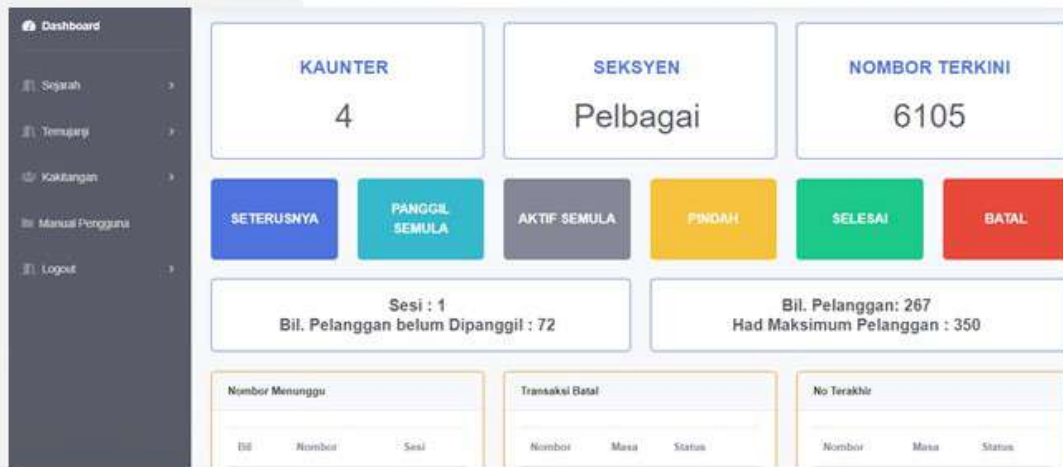 Dashboard
Sejarah
Temujanji
Kakitangan
Manual Pengguna
Logout
KAUNTER
4
SEKSYEN
Pelbagai
NOMBOR TERKINI
6105
SETERUSNYA
PANGGIL
SEMULA
AKTIF SEMULA
PINDAH
SELESAI
BATAL
Sesi : 1
Bil. Pelanggan belum Dipanggil : 72
Bil. Pelanggan: 267
Had Maksimum Pelanggan : 350
Nombor Menunggu
Bil Nombor Sesi
Transaksi Batal
Nombor Masa Status
No Terakhir
Nombor Masa Status